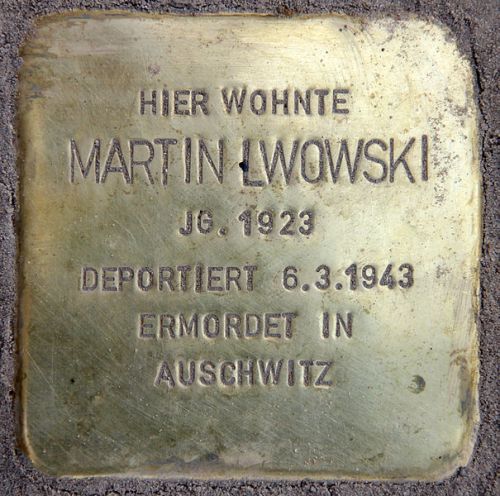 HIER WOHNTE
MARTIN LWOWSKI
JG. 1923
DEPORTIERT 6.3.1943
ERMORDET IN
AUSCHWITZ